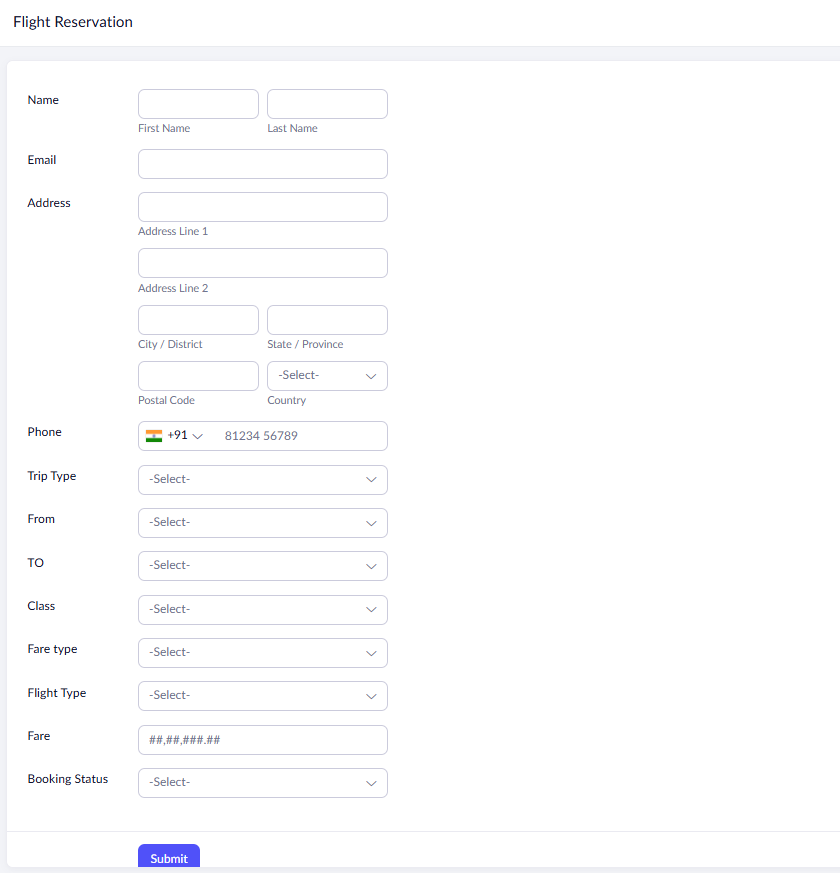 Flight Reservation
Name
First Name Last Name
Email
Address
Address Line 1
Address Line 2
City / District State / Province
-Select-
Postal Code Country
Phone +91 81234 56789
Trip Type -Select-
From -Select-
TO -Select-
Class -Select-
Fare type -Select-
Flight Type -Select-
Fare ##,##,###.##
Booking Status -Select-
Submit